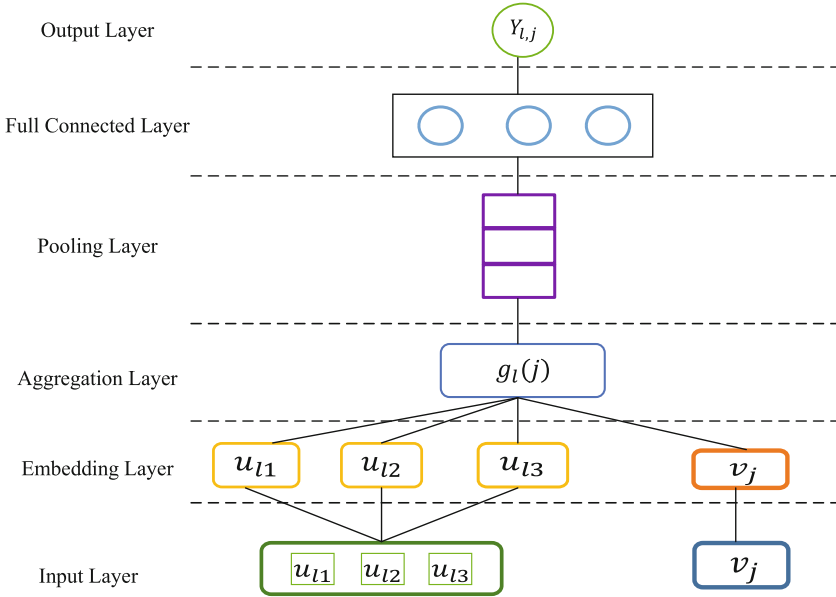 Output Layer Y_{l,j}
Full Connected Layer
Pooling Layer
Aggregation Layer g_l(j)
Embedding Layer u_{l1} u_{l2} u_{l3} v_j
Input Layer u_{l1} u_{l2} u_{l3} v_j